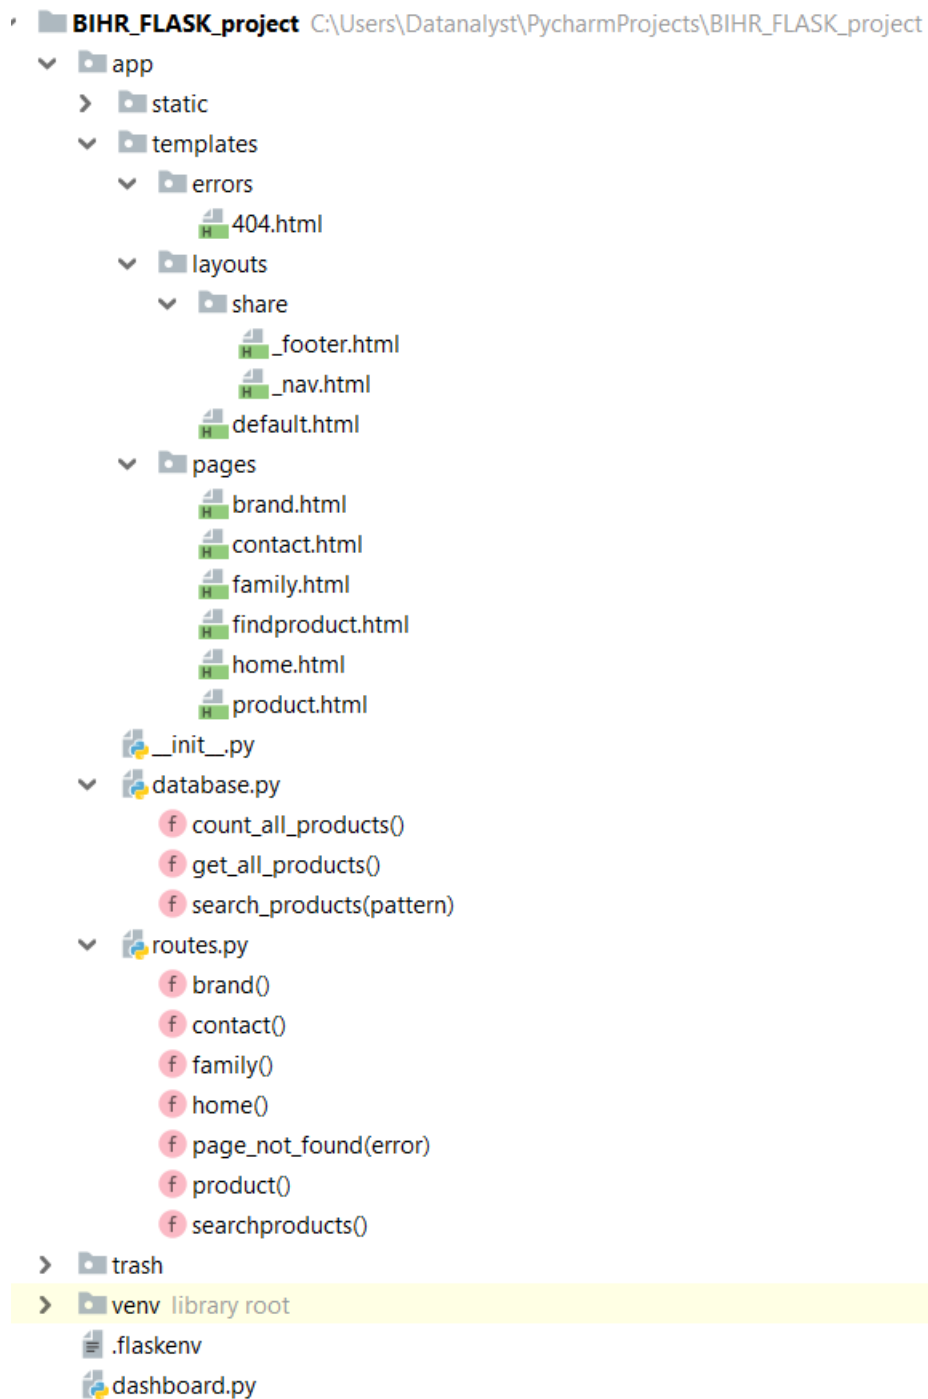 BIHR_FLASK_project C:\Users\Datanalyst\PycharmProjects\BIHR_FLASK_project
app
static
templates
errors
404.html
layouts
share
_footer.html
_nav.html
default.html
pages
brand.html
contact.html
family.html
findproduct.html
home.html
product.html
__init__.py
database.py
f count_all_products()
f get_all_products()
f search_products(pattern)
routes.py
f brand()
f contact()
f family()
f home()
f page_not_found(error)
f product()
f searchproducts()
trash
venv library root
.flaskenv
dashboard.py